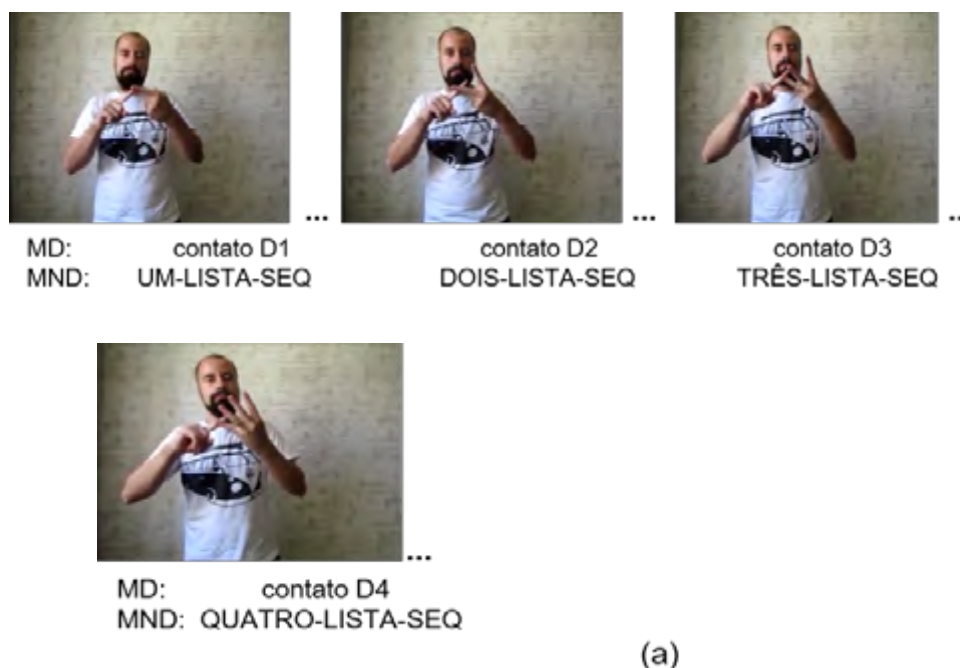 ... ... ..
MD: contato D1 contato D2 contato D3
MND: UM-LISTA-SEQ DOIS-LISTA-SEQ TRÊS-LISTA-SEQ
...
MD: contato D4
MND: QUATRO-LISTA-SEQ
(a)